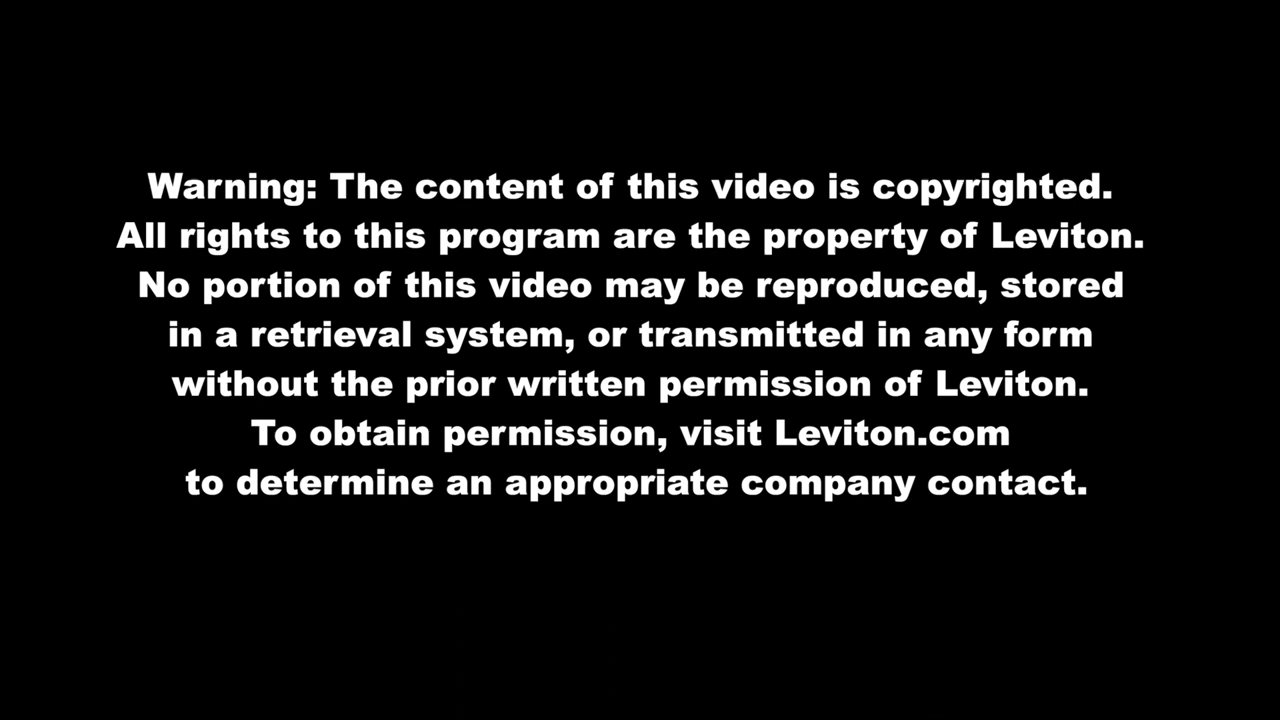 Warning: The content of this video is copyrighted.
All rights to this program are the property of Leviton.
No portion of this video may be reproduced, stored
in a retrieval system, or transmitted in any form
without the prior written permission of Leviton.
To obtain permission, visit Leviton.com
to determine an appropriate company contact.